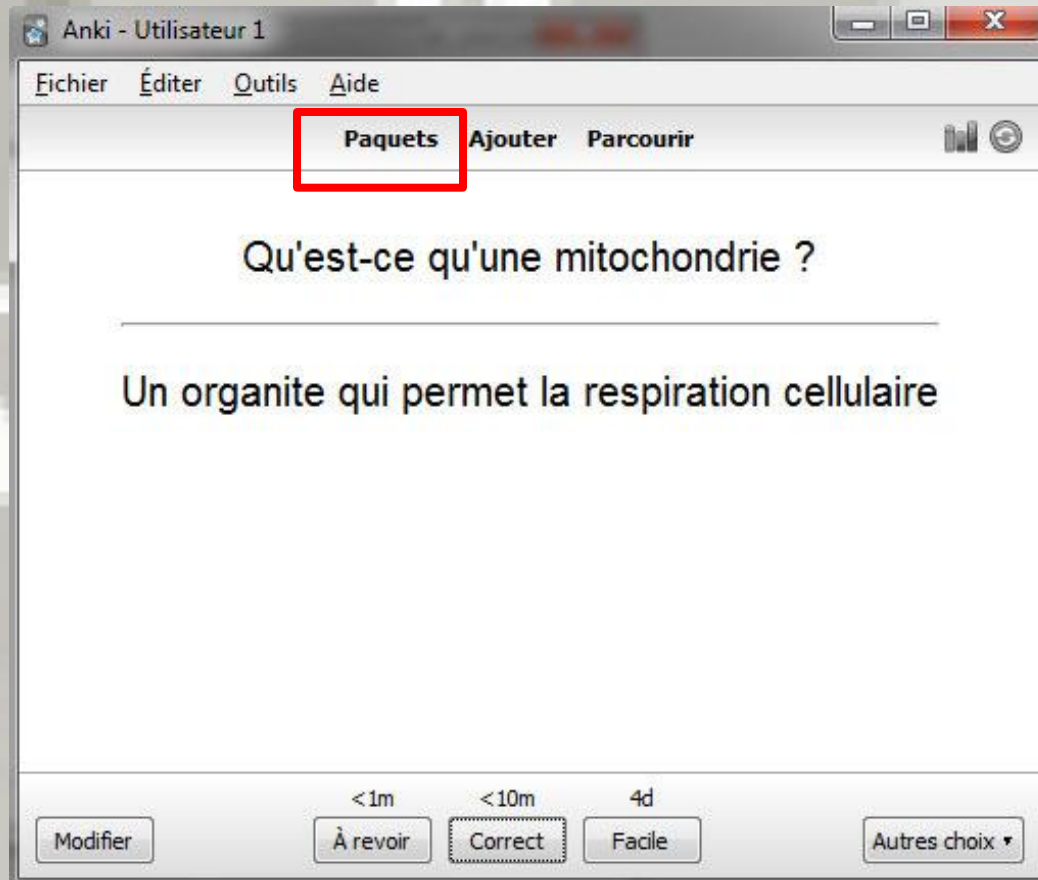 Anki - Utilisateur 1
Fichier Éditer Outils Aide
Paquets Ajouter Parcourir
Qu'est-ce qu'une mitochondrie ?
Un organite qui permet la respiration cellulaire
<1m <10m 4d
Modifier À revoir Correct Facile Autres choix